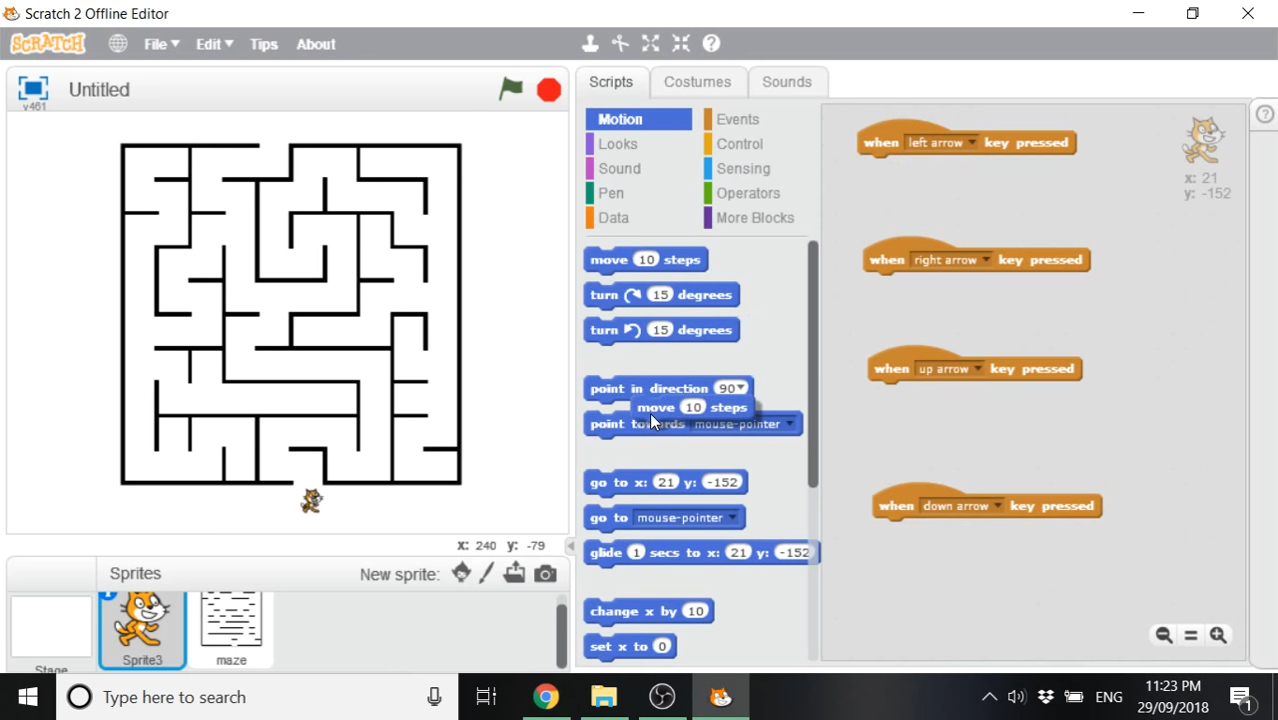 Scratch 2 Offline Editor
SCRATCH File Edit Tips About
v461 Untitled
Scripts Costumes Sounds
Motion Events
Looks Control
Sound Sensing
Pen Operators
Data More Blocks
move 10 steps
turn 15 degrees
turn 15 degrees
point in direction 90
move 10 steps
point towards mouse-pointer
go to x: 21 y: -152
go to mouse-pointer
glide 1 secs to x: 21 y: -152
change x by 10
set x to 0
when left arrow key pressed
when right arrow key pressed
when up arrow key pressed
when down arrow key pressed
x: 21
y: -152
x: 240 y: -79
Sprites New sprite:
Stage
Sprite3
maze
Type here to search
ENG
11:23 PM
29/09/2018
1